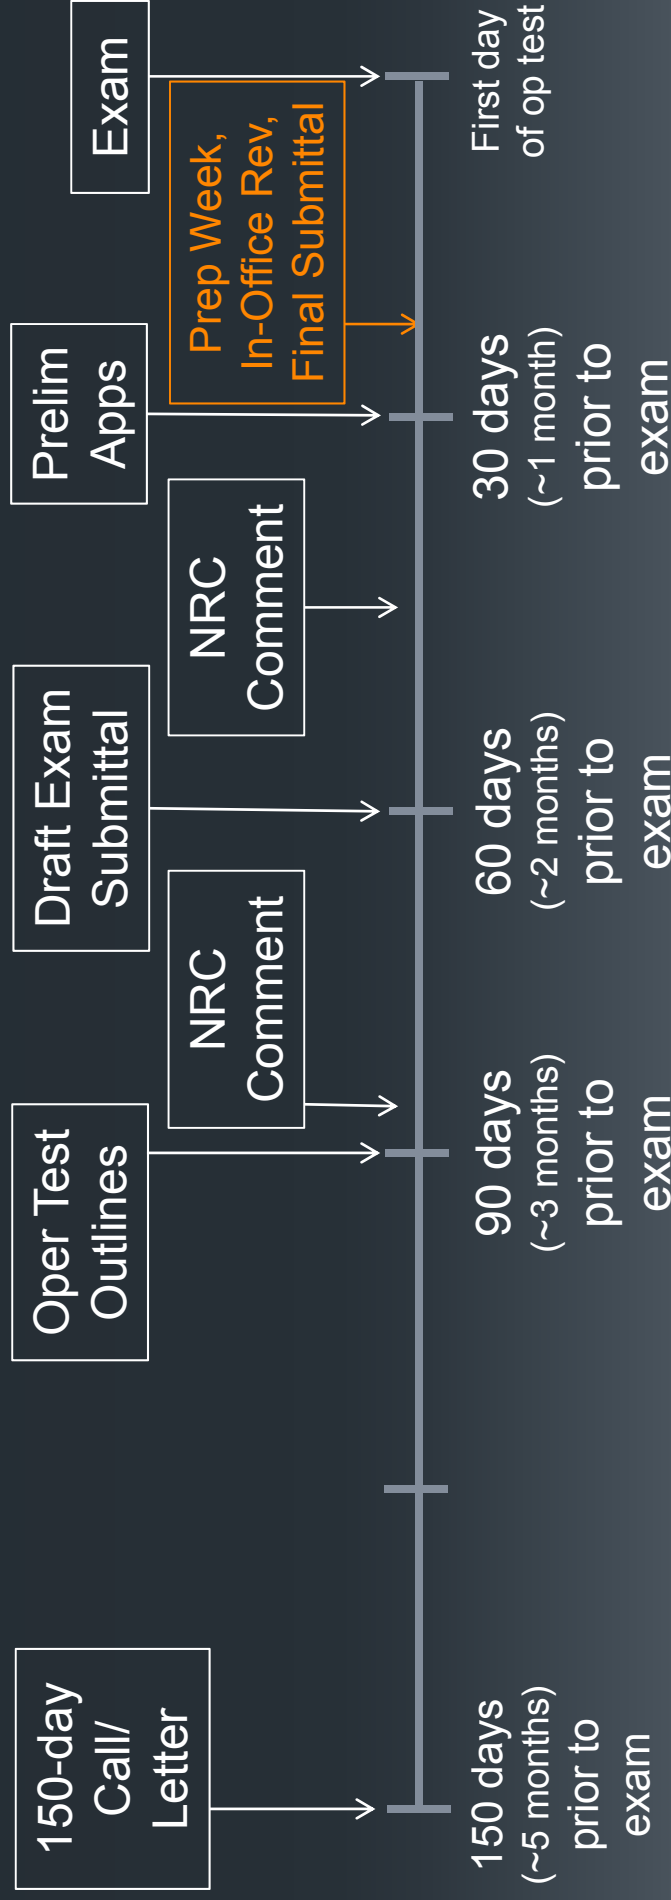 150-day
Call/
Letter
Oper Test
Outlines
NRC
Comment
Draft Exam
Submittal
NRC
Comment
Prelim
Apps
Prep Week,
In-Office Rev,
Final Submittal
Exam
150 days
(~5 months)
prior to
exam
90 days
(~3 months)
prior to
exam
60 days
(~2 months)
prior to
exam
30 days
(~1 month)
prior to
exam
First day
of op test